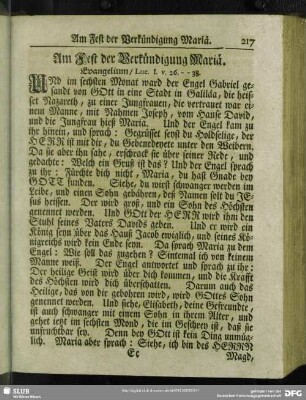 Am Fest der Verkündigung Mariä. 217
Am Fest der Verkündigung Mariä.
Evangelium/ Luc. I. v. 26. - - 38.
UNd im sechsten Monat ward der Engel Gabriel ge-
sandt von GOtt in eine Stadt in Galiläa, die heis-
set Nazareth, zu einer Jungfrauen, die vertrauet war ei-
nem Manne, mit Nahmen Joseph, vom Hause David,
und die Jungfrau hieß Maria. Und der Engel kam zu
ihr hinein, und sprach: Gegrüsset seyst du Holdselige, der
HERR ist mit dir, du Gebenedeyete unter den Weibern.
Da sie aber ihn sahe, erschrack sie über seiner Rede, und
gedachte: Welch ein Gruß ist das? Und der Engel sprach
zu ihr: Fürchte dich nicht, Maria, du hast Gnade bey
GOTT funden. Siehe, du wirst schwanger werden im
Leibe, und einen Sohn gebähren, deß Namen solt du JE-
sus heissen. Der wird groß, und ein Sohn des Höchsten
genennet werden. Und GOtt der HERR wird ihm den
Stuhl seines Vaters Davids geben. Und er wird ein
König seyn über das Hauß Jacob ewiglich, und seines Kö-
nigreichs wird kein Ende seyn. Da sprach Maria zu dem
Engel: Wie soll das zugehen? Sintemal ich von keinem
Manne weiß. Der Engel antwortet und sprach zu ihr:
Der heilige Geist wird über dich kommen, und die Krafft
des Höchsten wird dich überschatten. Darum auch das
Heilige, das von dir gebohren wird, wird GOttes Sohn
genennet werden. Und siehe, Elisabeth, deine Gefreundte,
ist auch schwanger mit einem Sohn in ihrem Alter, und
gehet jetzt im sechsten Mond, die im Geschrey ist, daß sie
unfruchtbar sey. Denn bey GOtt ist kein Ding unmüg-
lich. Maria aber sprach: Siehe, ich bin des HERRN
Ee Magd,
SLUB